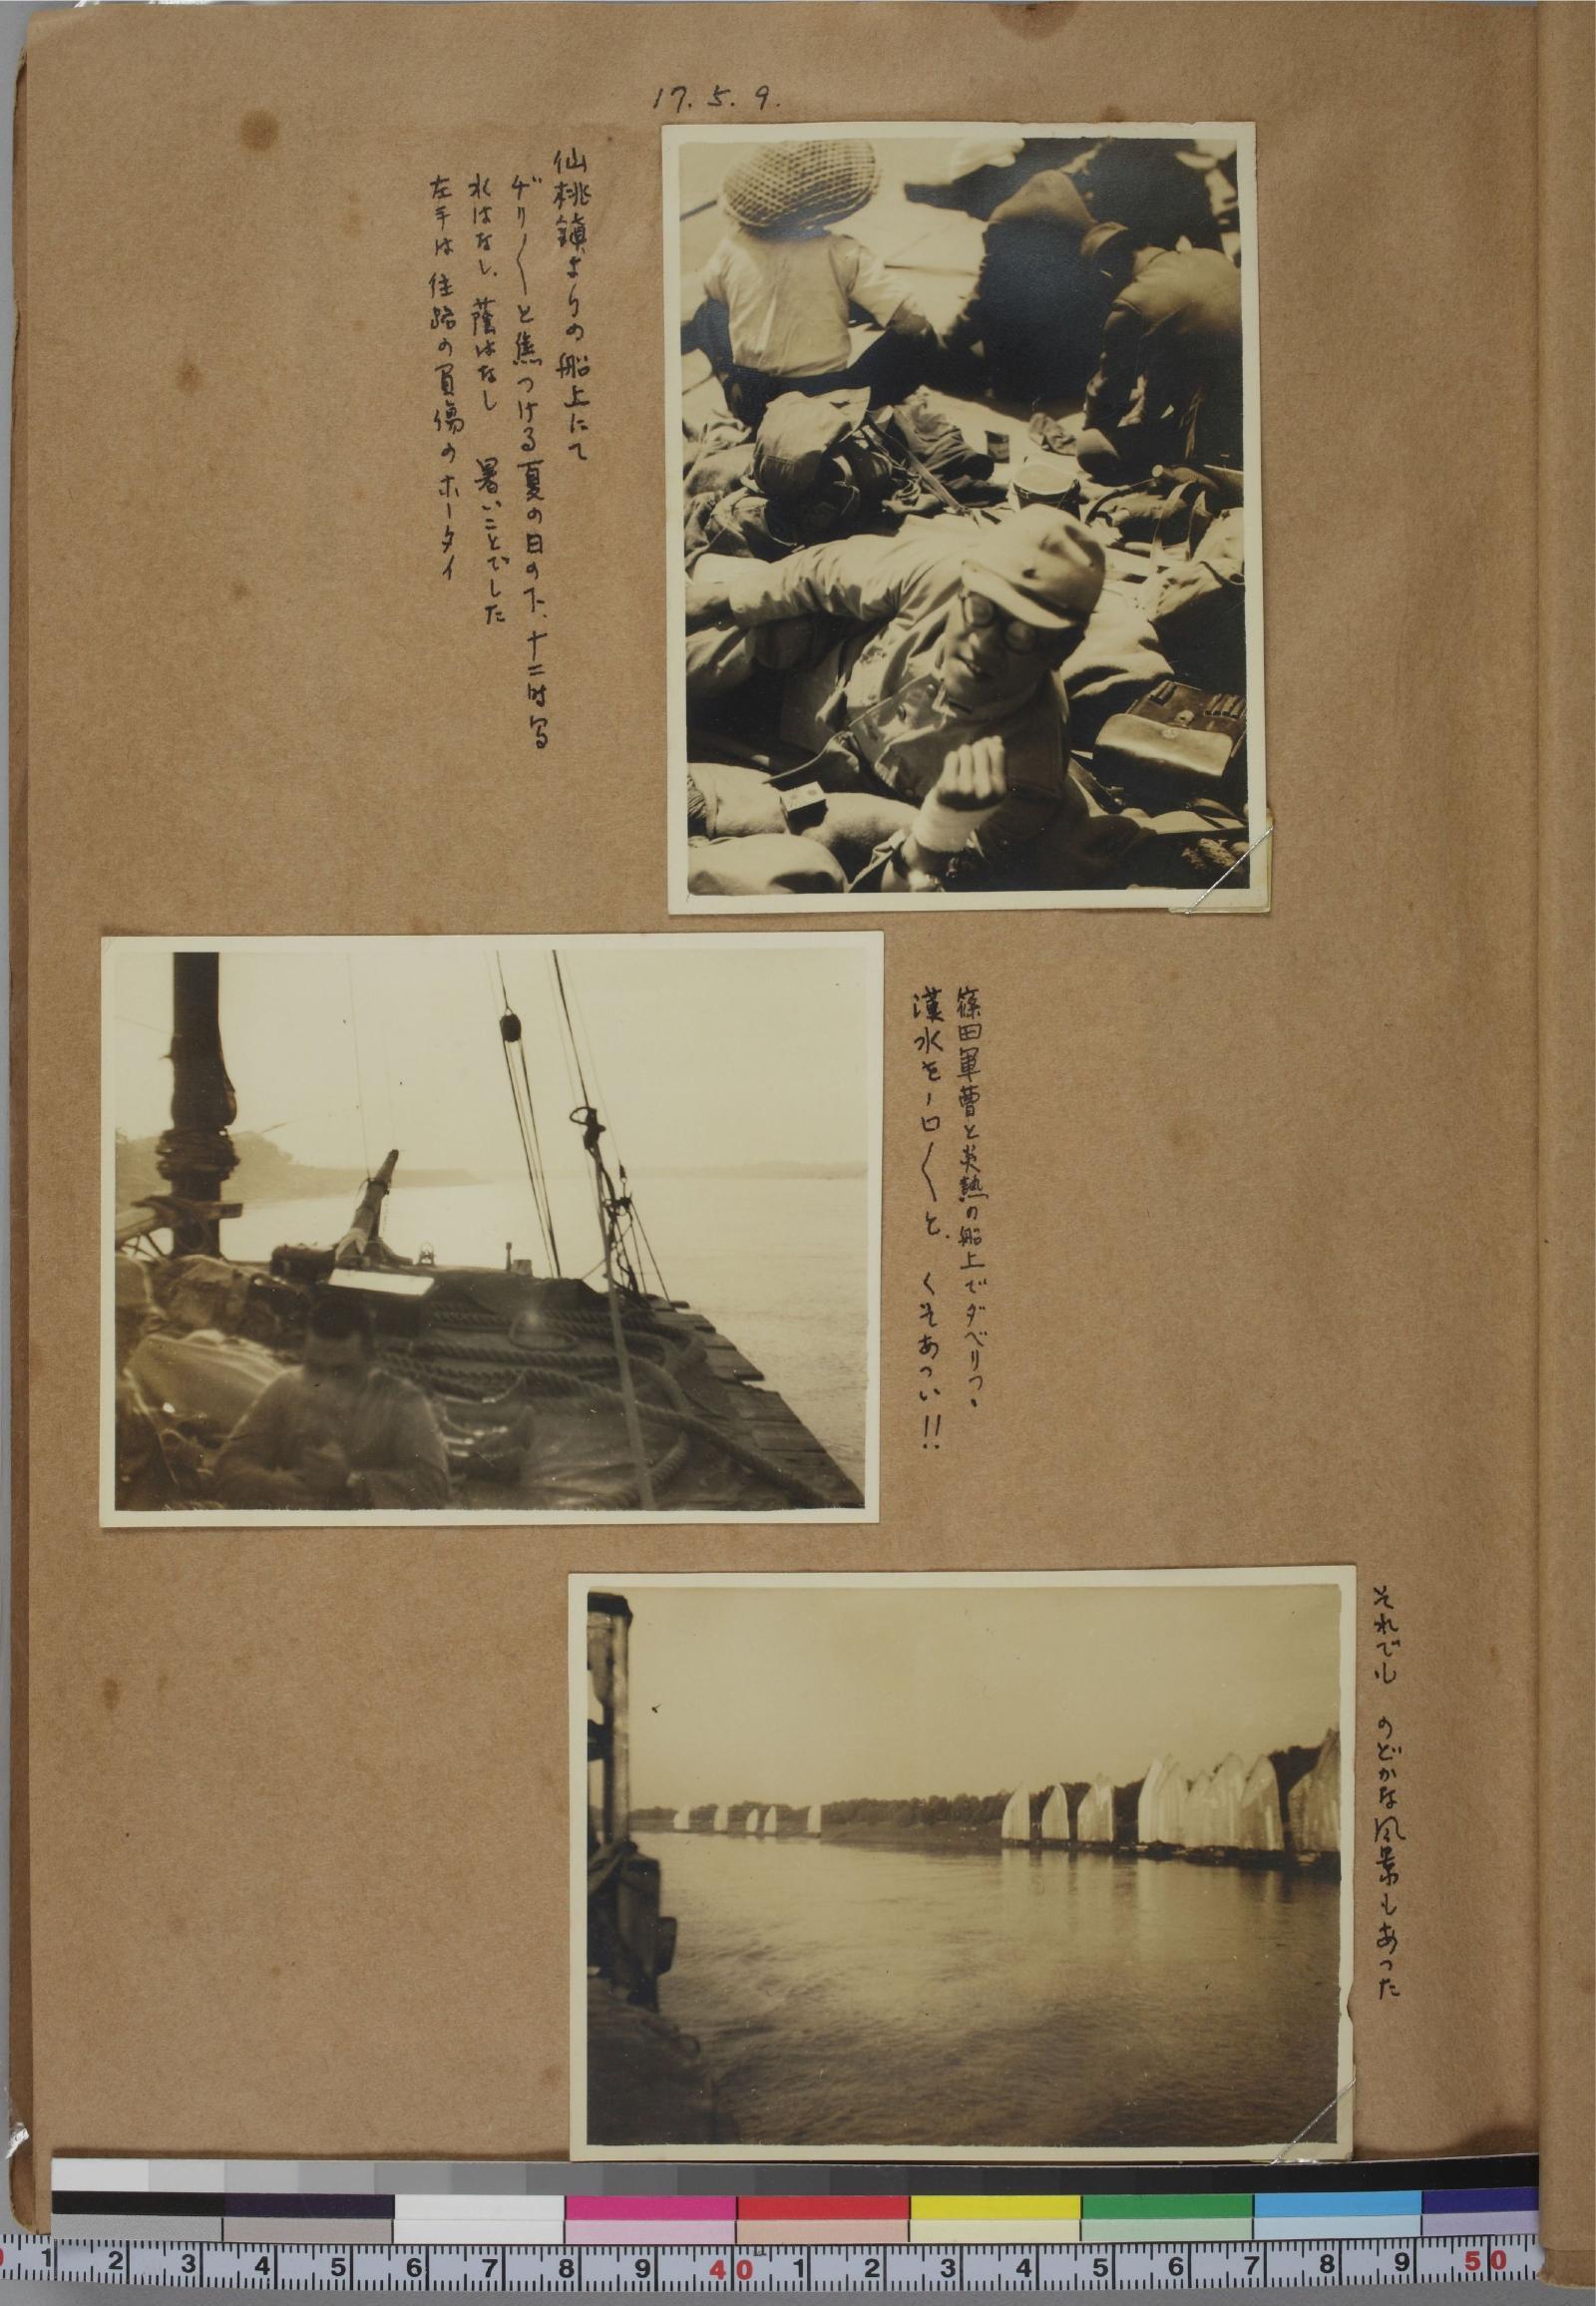 17.5.9.
仙桃鎮よりの船上にて
ヂリ〳〵と焦つける夏の日の下、十二時写
水はなし、蔭はなし 暑いことでした
左手は往路の負傷のホータイ
篠田軍曹と炎熱の船上でダベりつゝ
漢水を 〳〵と、くそあつい!!
それでも のどかな風景もあった
1 2 3 4 5 6 7 8 9 40 1 2 3 4 5 6 7 8 9 50